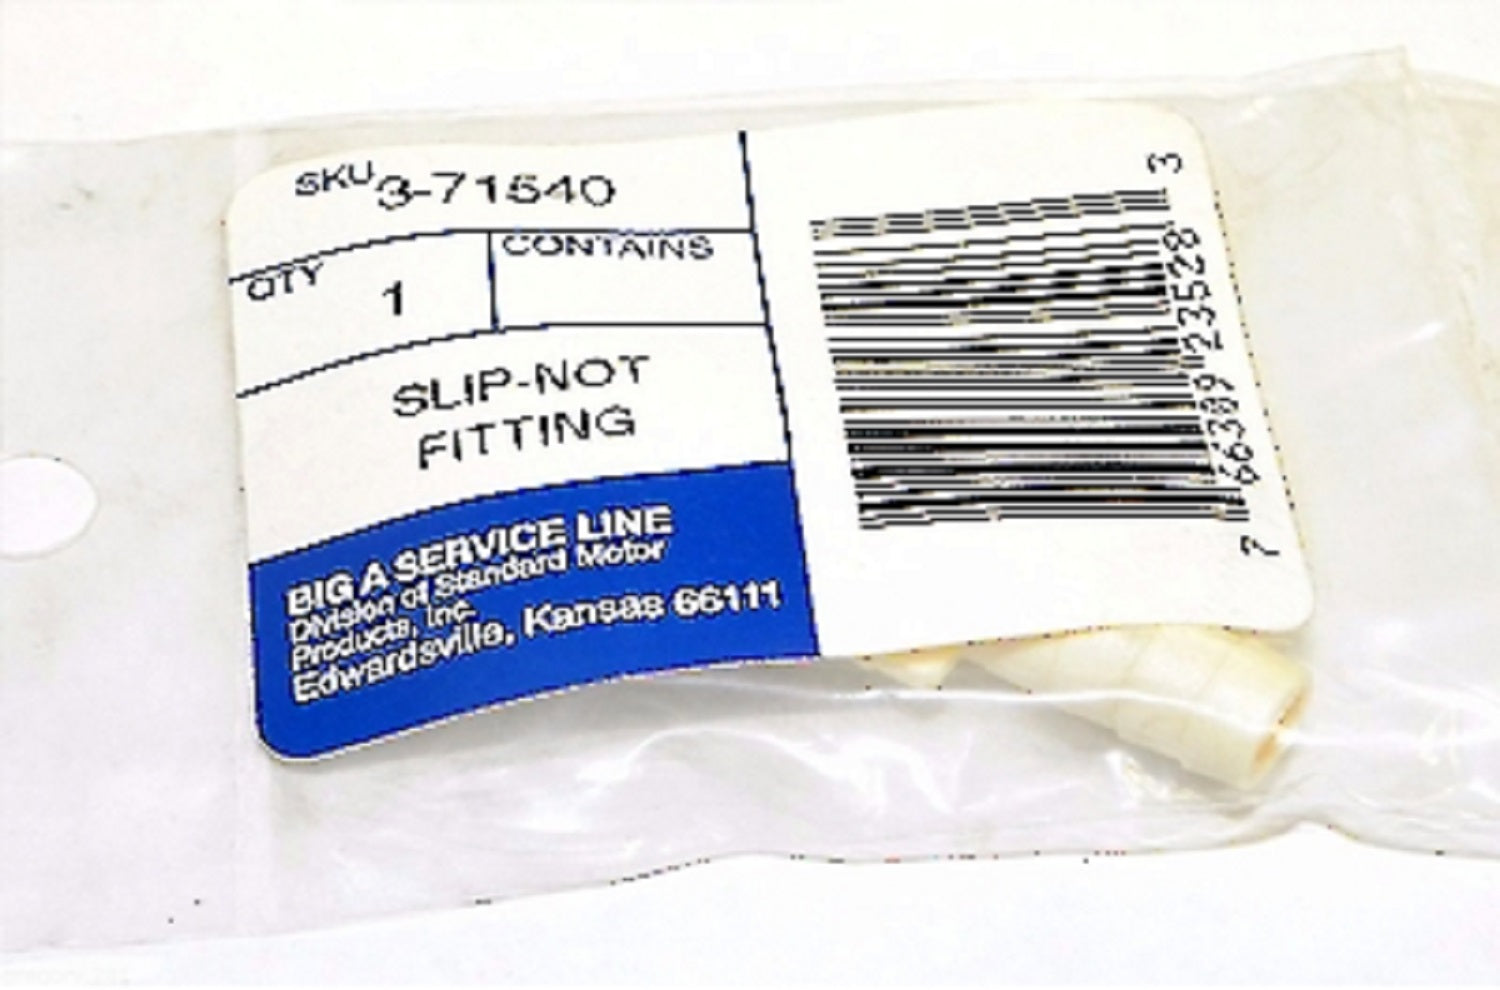 SKU 3-71540
QTY 1
CONTAINS
SLIP-NOT
FITTING
BIG A SERVICE LINE
Division of Standard Motor
Products, Inc.
Edwardsville, Kansas 66111
7 66389 23528 3